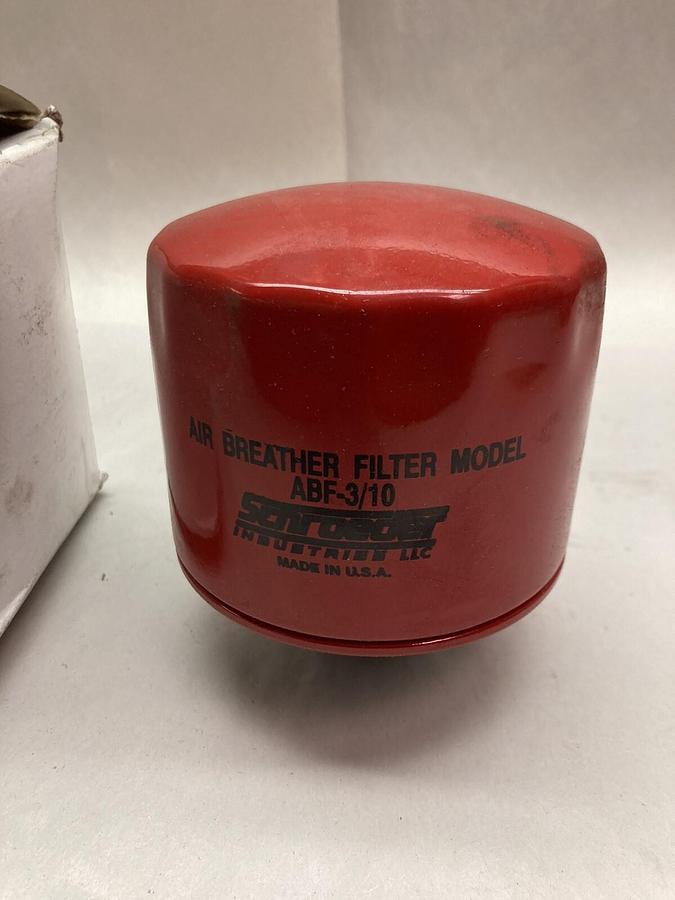 AIR BREATHER FILTER MODEL
ABF-3/10
Schroeder
INDUSTRIES LLC
MADE IN U.S.A.